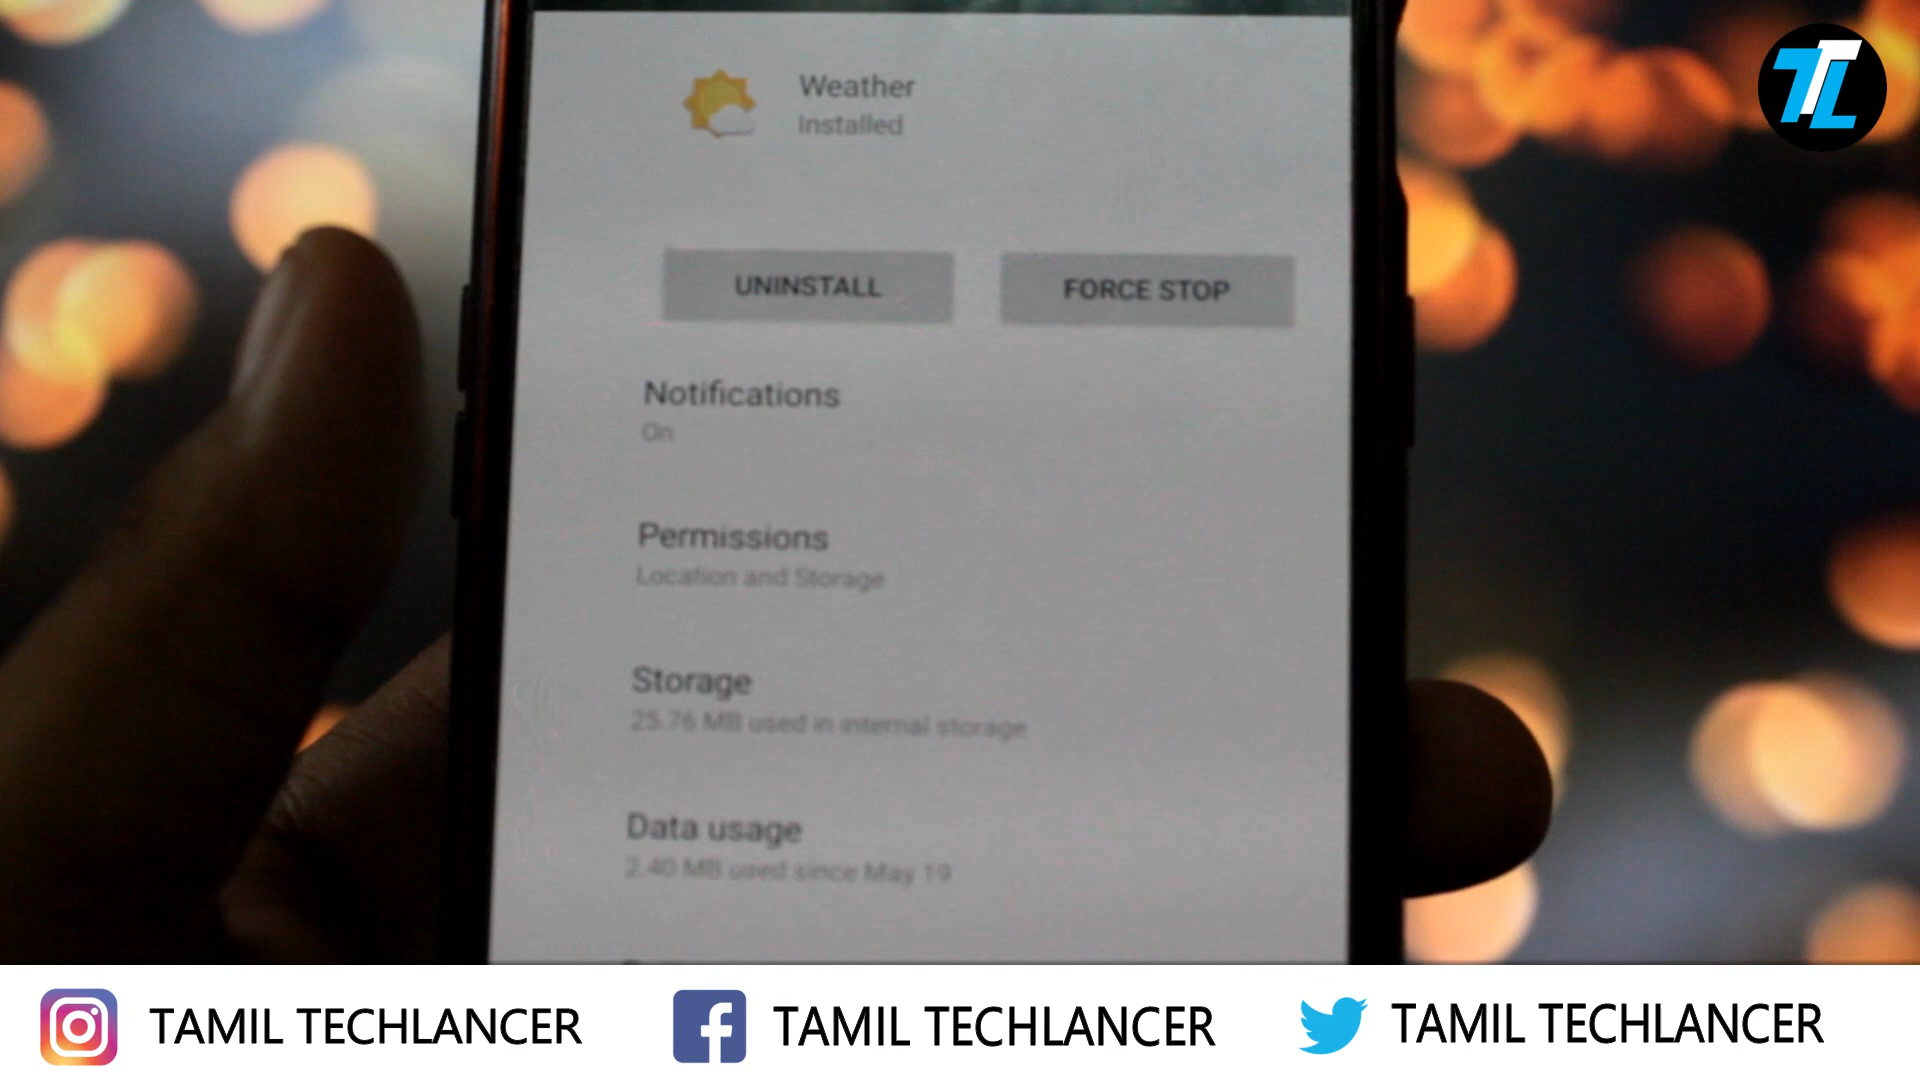 TTL
Weather
Installed
UNINSTALL
FORCE STOP
Notifications
On
Permissions
Location and Storage
Storage
25.76 MB used in internal storage
Data usage
2.40 MB used since May 19
TAMIL TECHLANCER
TAMIL TECHLANCER
TAMIL TECHLANCER